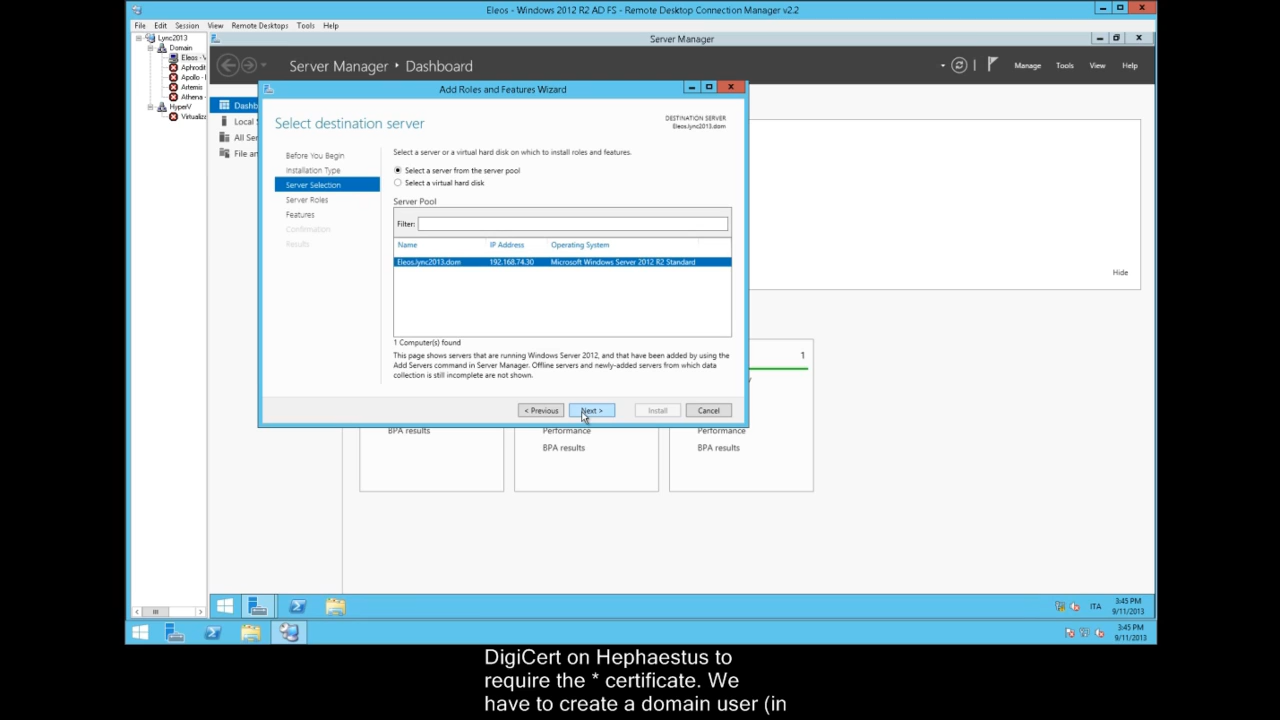 Eleos - Windows 2012 R2 AD FS - Remote Desktop Connection Manager v2.2
File Edit Session View Remote Desktops Tools Help
Lync2013
Domain
Eleos - V
Aphrodit
Apollo - I
Artemis
Athena -
HyperV
Virtualiz
Server Manager
Server Manager • Dashboard
Manage Tools View Help
Dashb
Local S
All Ser
File an
Add Roles and Features Wizard
Select destination server
DESTINATION SERVER
Eleos.lync2013.dom
Before You Begin
Installation Type
Server Selection
Server Roles
Features
Confirmation
Results
Select a server or a virtual hard disk on which to install roles and features.
Select a server from the server pool
Select a virtual hard disk
Server Pool
Filter:
Name IP Address Operating System
Eleos.lync2013.dom 192.168.74.30 Microsoft Windows Server 2012 R2 Standard
1 Computer(s) found
This page shows servers that are running Windows Server 2012, and that have been added by using the
Add Servers command in Server Manager. Offline servers and newly-added servers from which data
collection is still incomplete are not shown.
< Previous Next > Install Cancel
Hide
1
BPA results
Performance
BPA results
Performance
BPA results
ITA
3:45 PM
9/11/2013
3:45 PM
9/11/2013
DigiCert on Hephaestus to
require the * certificate. We
have to create a domain user (in